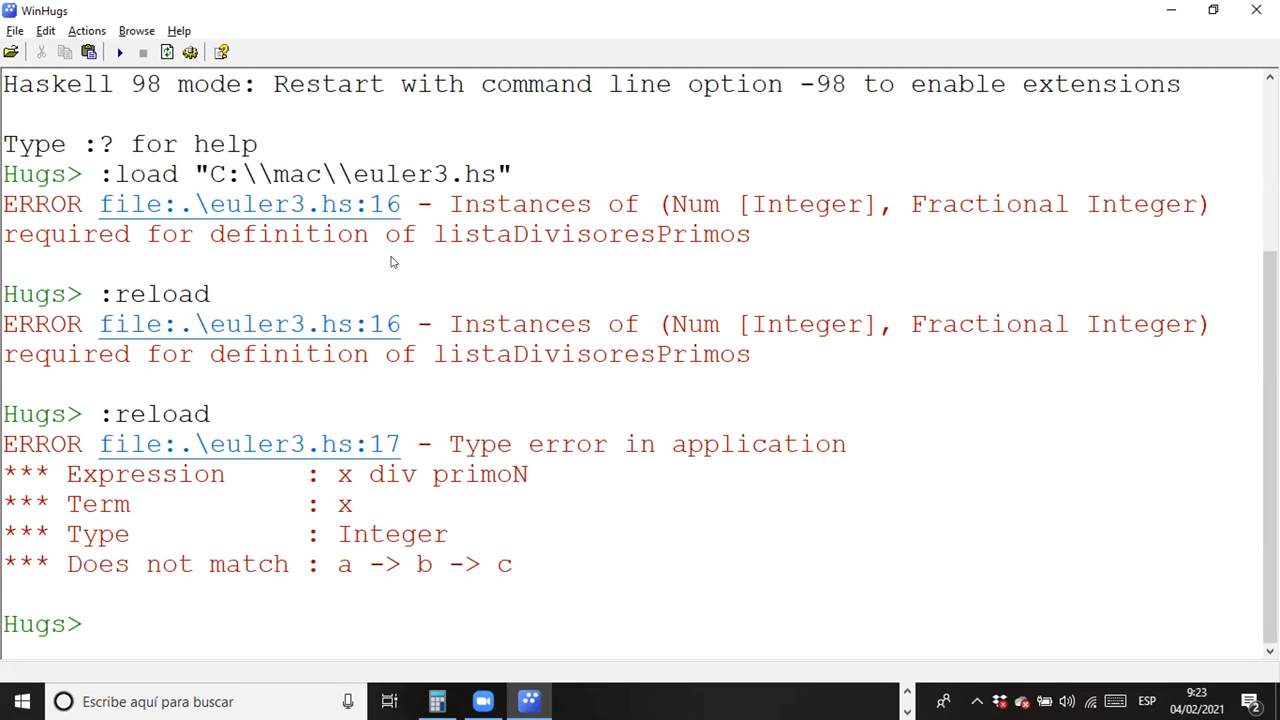 WinHugs
File Edit Actions Browse Help
Haskell 98 mode: Restart with command line option -98 to enable extensions
Type :? for help
Hugs> :load "C:\\mac\\euler3.hs"
ERROR file:.\euler3.hs:16 - Instances of (Num [Integer], Fractional Integer)
required for definition of listaDivisoresPrimos
Hugs> :reload
ERROR file:.\euler3.hs:16 - Instances of (Num [Integer], Fractional Integer)
required for definition of listaDivisoresPrimos
Hugs> :reload
ERROR file:.\euler3.hs:17 - Type error in application
*** Expression : x div primoN
*** Term : x
*** Type : Integer
*** Does not match : a -> b -> c
Hugs>
Escribe aquí para buscar
ESP
9:23
04/02/2021
2